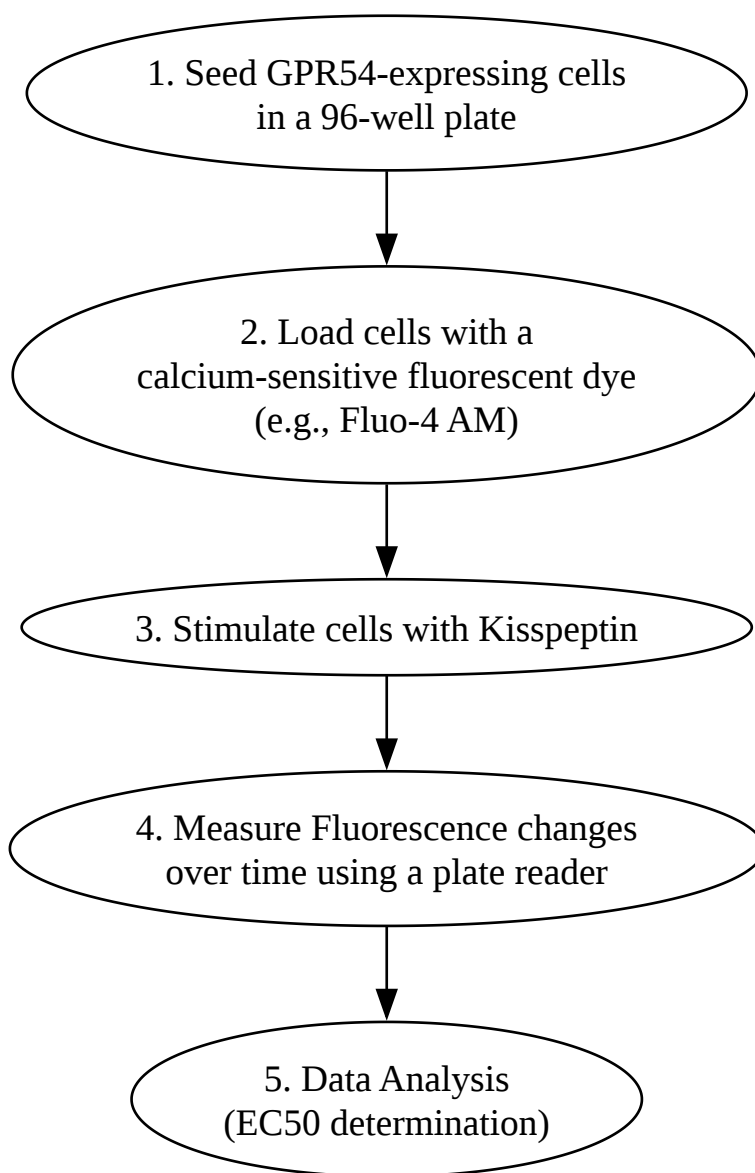 1. Seed GPR54-expressing cells
in a 96-well plate
2. Load cells with a
calcium-sensitive fluorescent dye
(e.g., Fluo-4 AM)
3. Stimulate cells with Kisspeptin
4. Measure Fluorescence changes
over time using a plate reader
5. Data Analysis
(EC50 determination)